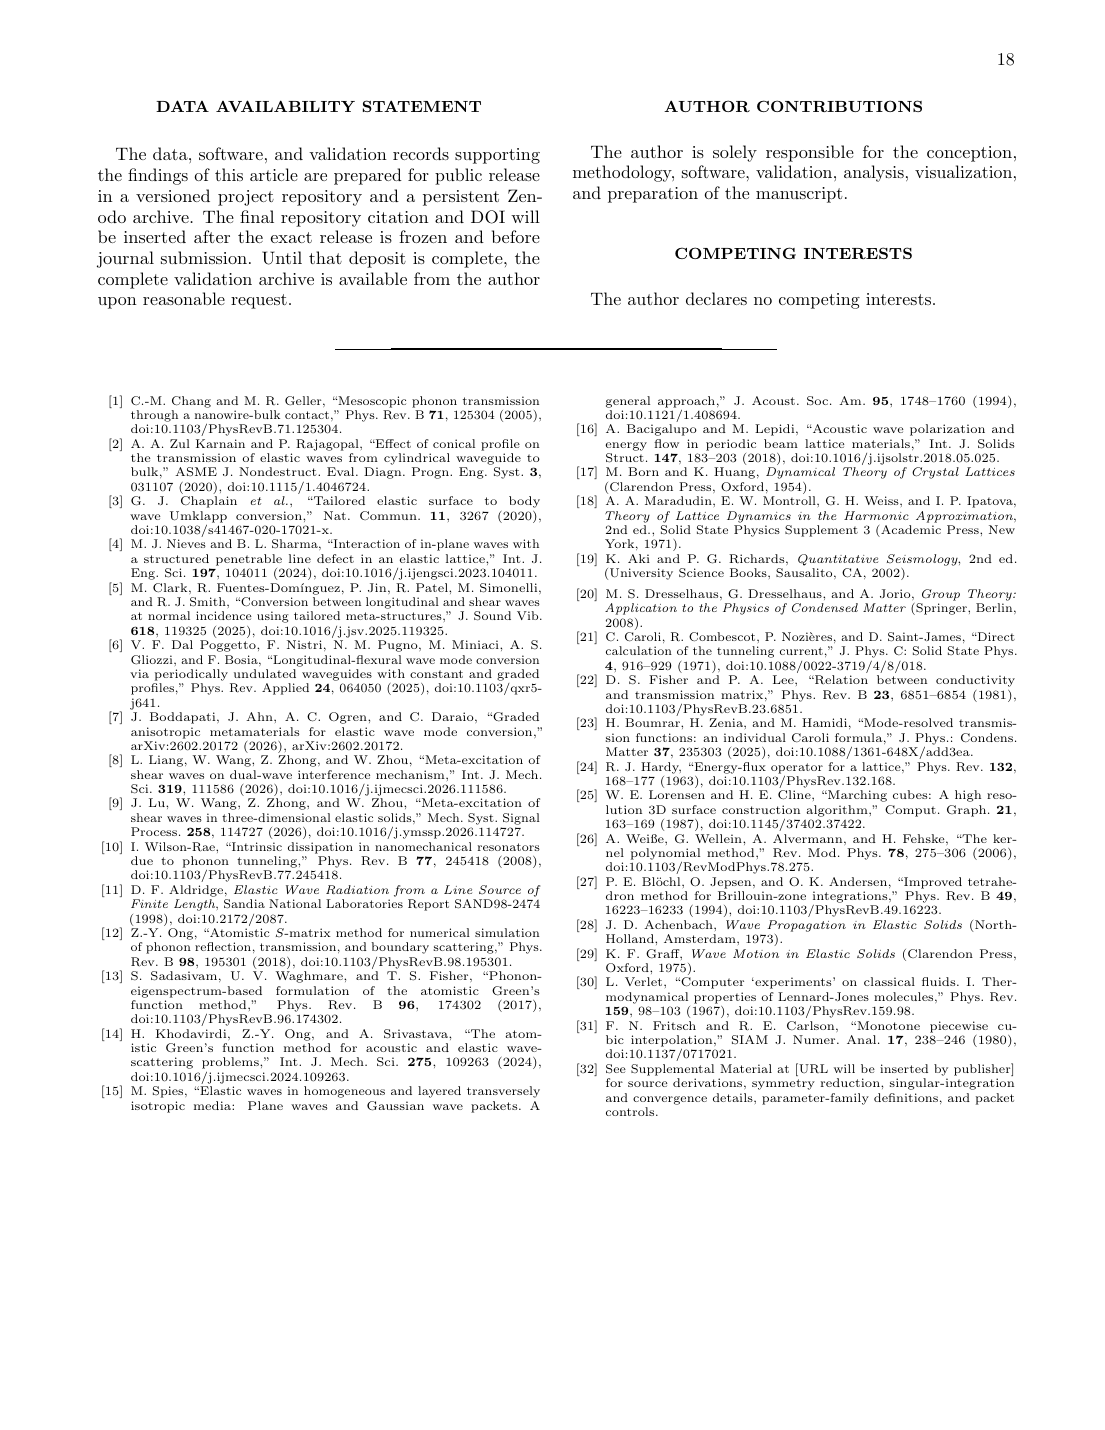 18
DATA AVAILABILITY STATEMENT
The data, software, and validation records supporting
the findings of this article are prepared for public release
in a versioned project repository and a persistent Zen-
odo archive. The final repository citation and DOI will
be inserted after the exact release is frozen and before
journal submission. Until that deposit is complete, the
complete validation archive is available from the author
upon reasonable request.
AUTHOR CONTRIBUTIONS
The author is solely responsible for the conception,
methodology, software, validation, analysis, visualization,
and preparation of the manuscript.
COMPETING INTERESTS
The author declares no competing interests.
[1] C.-M. Chang and M. R. Geller, “Mesoscopic phonon transmission
through a nanowire-bulk contact,” Phys. Rev. B 71, 125304 (2005),
doi:10.1103/PhysRevB.71.125304.
[2] A. A. Zul Karnain and P. Rajagopal, “Effect of conical profile on
the transmission of elastic waves from cylindrical waveguide to
bulk,” ASME J. Nondestruct. Eval. Diagn. Progn. Eng. Syst. 3,
031107 (2020), doi:10.1115/1.4046724.
[3] G. J. Chaplain et al., “Tailored elastic surface to body
wave Umklapp conversion,” Nat. Commun. 11, 3267 (2020),
doi:10.1038/s41467-020-17021-x.
[4] M. J. Nieves and B. L. Sharma, “Interaction of in-plane waves with
a structured penetrable line defect in an elastic lattice,” Int. J.
Eng. Sci. 197, 104011 (2024), doi:10.1016/j.ijengsci.2023.104011.
[5] M. Clark, R. Fuentes-Domínguez, P. Jin, R. Patel, M. Simonelli,
and R. J. Smith, “Conversion between longitudinal and shear waves
at normal incidence using tailored meta-structures,” J. Sound Vib.
618, 119325 (2025), doi:10.1016/j.jsv.2025.119325.
[6] V. F. Dal Poggetto, F. Nistri, N. M. Pugno, M. Miniaci, A. S.
Gliozzi, and F. Bosia, “Longitudinal-flexural wave mode conversion
via periodically undulated waveguides with constant and graded
profiles,” Phys. Rev. Applied 24, 064050 (2025), doi:10.1103/qxr5-
j641.
[7] J. Boddapati, J. Ahn, A. C. Ogren, and C. Daraio, “Graded
anisotropic metamaterials for elastic wave mode conversion,”
arXiv:2602.20172 (2026), arXiv:2602.20172.
[8] L. Liang, W. Wang, Z. Zhong, and W. Zhou, “Meta-excitation of
shear waves on dual-wave interference mechanism,” Int. J. Mech.
Sci. 319, 111586 (2026), doi:10.1016/j.ijmecsci.2026.111586.
[9] J. Lu, W. Wang, Z. Zhong, and W. Zhou, “Meta-excitation of
shear waves in three-dimensional elastic solids,” Mech. Syst. Signal
Process. 258, 114727 (2026), doi:10.1016/j.ymssp.2026.114727.
[10] I. Wilson-Rae, “Intrinsic dissipation in nanomechanical resonators
due to phonon tunneling,” Phys. Rev. B 77, 245418 (2008),
doi:10.1103/PhysRevB.77.245418.
[11] D. F. Aldridge, Elastic Wave Radiation from a Line Source of
Finite Length, Sandia National Laboratories Report SAND98-2474
(1998), doi:10.2172/2087.
[12] Z.-Y. Ong, “Atomistic S-matrix method for numerical simulation
of phonon reflection, transmission, and boundary scattering,” Phys.
Rev. B 98, 195301 (2018), doi:10.1103/PhysRevB.98.195301.
[13] S. Sadasivam, U. V. Waghmare, and T. S. Fisher, “Phonon-
eigenspectrum-based formulation of the atomistic Green’s
function method,” Phys. Rev. B 96, 174302 (2017),
doi:10.1103/PhysRevB.96.174302.
[14] H. Khodavirdi, Z.-Y. Ong, and A. Srivastava, “The atom-
istic Green’s function method for acoustic and elastic wave-
scattering problems,” Int. J. Mech. Sci. 275, 109263 (2024),
doi:10.1016/j.ijmecsci.2024.109263.
[15] M. Spies, “Elastic waves in homogeneous and layered transversely
isotropic media: Plane waves and Gaussian wave packets. A
general approach,” J. Acoust. Soc. Am. 95, 1748–1760 (1994),
doi:10.1121/1.408694.
[16] A. Bacigalupo and M. Lepidi, “Acoustic wave polarization and
energy flow in periodic beam lattice materials,” Int. J. Solids
Struct. 147, 183–203 (2018), doi:10.1016/j.ijsolstr.2018.05.025.
[17] M. Born and K. Huang, Dynamical Theory of Crystal Lattices
(Clarendon Press, Oxford, 1954).
[18] A. A. Maradudin, E. W. Montroll, G. H. Weiss, and I. P. Ipatova,
Theory of Lattice Dynamics in the Harmonic Approximation,
2nd ed., Solid State Physics Supplement 3 (Academic Press, New
York, 1971).
[19] K. Aki and P. G. Richards, Quantitative Seismology, 2nd ed.
(University Science Books, Sausalito, CA, 2002).
[20] M. S. Dresselhaus, G. Dresselhaus, and A. Jorio, Group Theory:
Application to the Physics of Condensed Matter (Springer, Berlin,
2008).
[21] C. Caroli, R. Combescot, P. Nozières, and D. Saint-James, “Direct
calculation of the tunneling current,” J. Phys. C: Solid State Phys.
4, 916–929 (1971), doi:10.1088/0022-3719/4/8/018.
[22] D. S. Fisher and P. A. Lee, “Relation between conductivity
and transmission matrix,” Phys. Rev. B 23, 6851–6854 (1981),
doi:10.1103/PhysRevB.23.6851.
[23] H. Boumrar, H. Zenia, and M. Hamidi, “Mode-resolved transmis-
sion functions: an individual Caroli formula,” J. Phys.: Condens.
Matter 37, 235303 (2025), doi:10.1088/1361-648X/add3ea.
[24] R. J. Hardy, “Energy-flux operator for a lattice,” Phys. Rev. 132,
168–177 (1963), doi:10.1103/PhysRev.132.168.
[25] W. E. Lorensen and H. E. Cline, “Marching cubes: A high reso-
lution 3D surface construction algorithm,” Comput. Graph. 21,
163–169 (1987), doi:10.1145/37402.37422.
[26] A. Weiße, G. Wellein, A. Alvermann, and H. Fehske, “The ker-
nel polynomial method,” Rev. Mod. Phys. 78, 275–306 (2006),
doi:10.1103/RevModPhys.78.275.
[27] P. E. Blöchl, O. Jepsen, and O. K. Andersen, “Improved tetrahe-
dron method for Brillouin-zone integrations,” Phys. Rev. B 49,
16223–16233 (1994), doi:10.1103/PhysRevB.49.16223.
[28] J. D. Achenbach, Wave Propagation in Elastic Solids (North-
Holland, Amsterdam, 1973).
[29] K. F. Graff, Wave Motion in Elastic Solids (Clarendon Press,
Oxford, 1975).
[30] L. Verlet, “Computer ‘experiments’ on classical fluids. I. Ther-
modynamical properties of Lennard-Jones molecules,” Phys. Rev.
159, 98–103 (1967), doi:10.1103/PhysRev.159.98.
[31] F. N. Fritsch and R. E. Carlson, “Monotone piecewise cu-
bic interpolation,” SIAM J. Numer. Anal. 17, 238–246 (1980),
doi:10.1137/0717021.
[32] See Supplemental Material at [URL will be inserted by publisher]
for source derivations, symmetry reduction, singular-integration
and convergence details, parameter-family definitions, and packet
controls.